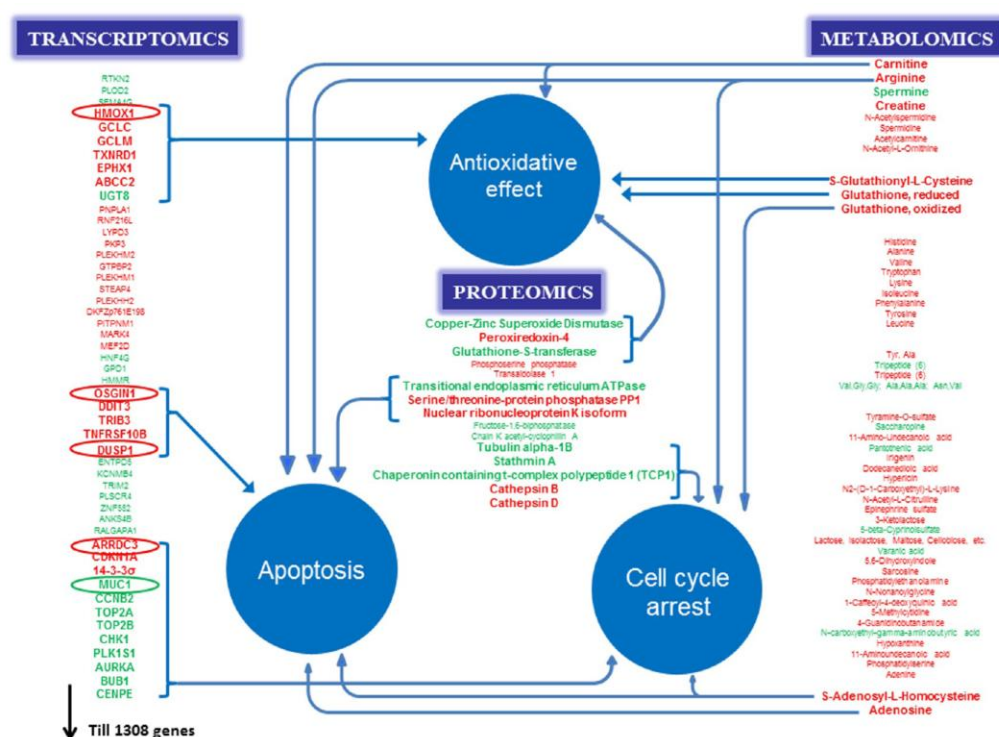 TRANSCRIPTOMICS
RTKN2
PLOD2
SEMA4G
HMOX1
GCLC
GCLM
TXNRD1
EPHX1
ABCC2
UGT8
PNPLA1
RNF216L
LYPD3
PKP3
PLEKHM2
GTPBP2
PLEKHM1
STEAP4
PLEKHH2
DKFZp761E198
PITPNM1
MARK4
MEF2D
HNF4G
GPD1
HMMR
OSGIN1
DDIT3
TRIB3
TNFRSF10B
DUSP1
ENTPD5
KCNMB4
TRIM2
PLSCR4
ZNF552
ANKS4B
RALGAPA1
ARRDC3
CDKN1A
14-3-3σ
MUC1
CCNB2
TOP2A
TOP2B
CHK1
PLK1S1
AURKA
BUB1
CENPE
Till 1308 genes
Antioxidative
effect
PROTEOMICS
Copper-Zinc Superoxide Dismutase
Peroxiredoxin-4
Glutathione-S-transferase
Phosphoserine phosphatase
Transaldolase 1
Transitional endoplasmic reticulum ATPase
Serine/threonine-protein phosphatase PP1
Nuclear ribonucleoprotein K isoform
Fructose-1,6-biphosphatase
Chain K acetyl-cyclophilin A
Tubulin alpha-1B
Stathmin A
Chaperonin containing t-complex polypeptide 1 (TCP1)
Cathepsin B
Cathepsin D
Apoptosis
Cell cycle
arrest
METABOLOMICS
Carnitine
Arginine
Spermine
Creatine
N-Acetylspermidine
Spermidine
Acetylcarnitine
N-Acetyl-L-Ornithine
S-Glutathionyl-L-Cysteine
Glutathione, reduced
Glutathione, oxidized
Histidine
Alanine
Valine
Tryptophan
Lysine
Isoleucine
Phenylalanine
Tyrosine
Leucine
Tyr, Ala
Tripeptide (6)
Tripeptide (6)
Val,Gly,Gly; Ala,Ala,Ala; Asn,Val
Tyramine-O-sulfate
Saccharopine
11-Amino-Undecanoic acid
Pantothenic acid
Irigenin
Dodecanedioic acid
Hypericin
N2-(D-1-Carboxyethyl)-L-Lysine
N-Acetyl-L-Citrulline
Epinephrine sulfate
3-Ketolactose
5-beta-Cyprinolsulfate
Lactose, Isolactose, Maltose, Cellobiose, etc.
Varanic acid
5,6-Dihydroxyindole
Sarcosine
Phosphatidylethanolamine
N-Nonanoylglycine
1-Caffeoyl-4-deoxyquinic acid
5-Methylcytidine
4-Guanidinobutanamide
N-carboxyethyl-gamma-aminobutyric acid
Hypoxanthine
11-Aminoundecanoic acid
Phosphatidylserine
Adenine
S-Adenosyl-L-Homocysteine
Adenosine